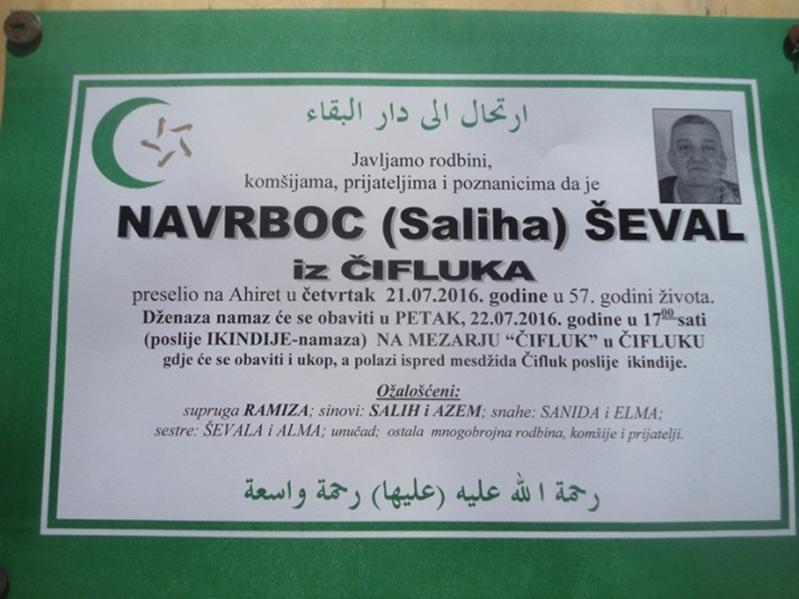 ارتحال الى دار البقاء
Javljamo rodbini,
komšijama, prijateljima i poznanicima da je
NAVRBOC (Saliha) ŠEVAL
iz ČIFLUKA
preselio na Ahiret u četvrtak 21.07.2016. godine u 57. godini života.
Dženaza namaz će se obaviti u PETAK, 22.07.2016. godine u 17⁰⁰ sati
(poslije IKINDIJE-namaza) NA MEZARJU “ČIFLUK” u ČIFLUKU
gdje će se obaviti i ukop, a polazi ispred mesdžida Čifluk poslije ikindije.
Ožalošćeni:
supruga RAMIZA; sinovi: SALIH i AZEM; snahe: SANIDA i ELMA;
sestre: ŠEVALA i ALMA; unučad; ostala mnogobrojna rodbina, komšije i prijatelji.
رحمة الله عليه (عليها) رحمة واسعة